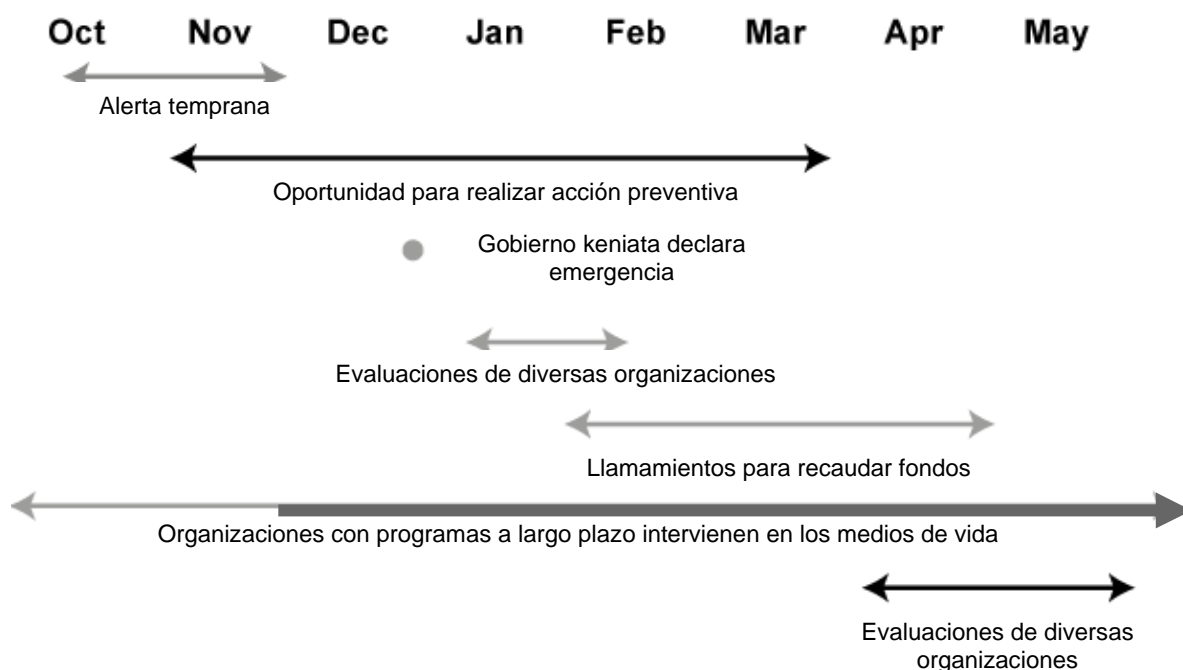 Oct Nov Dec Jan Feb Mar Apr May
Alerta temprana
Oportunidad para realizar acción preventiva
Gobierno keniata declara
emergencia
Evaluaciones de diversas organizaciones
Llamamientos para recaudar fondos
Organizaciones con programas a largo plazo intervienen en los medios de vida
Evaluaciones de diversas
organizaciones